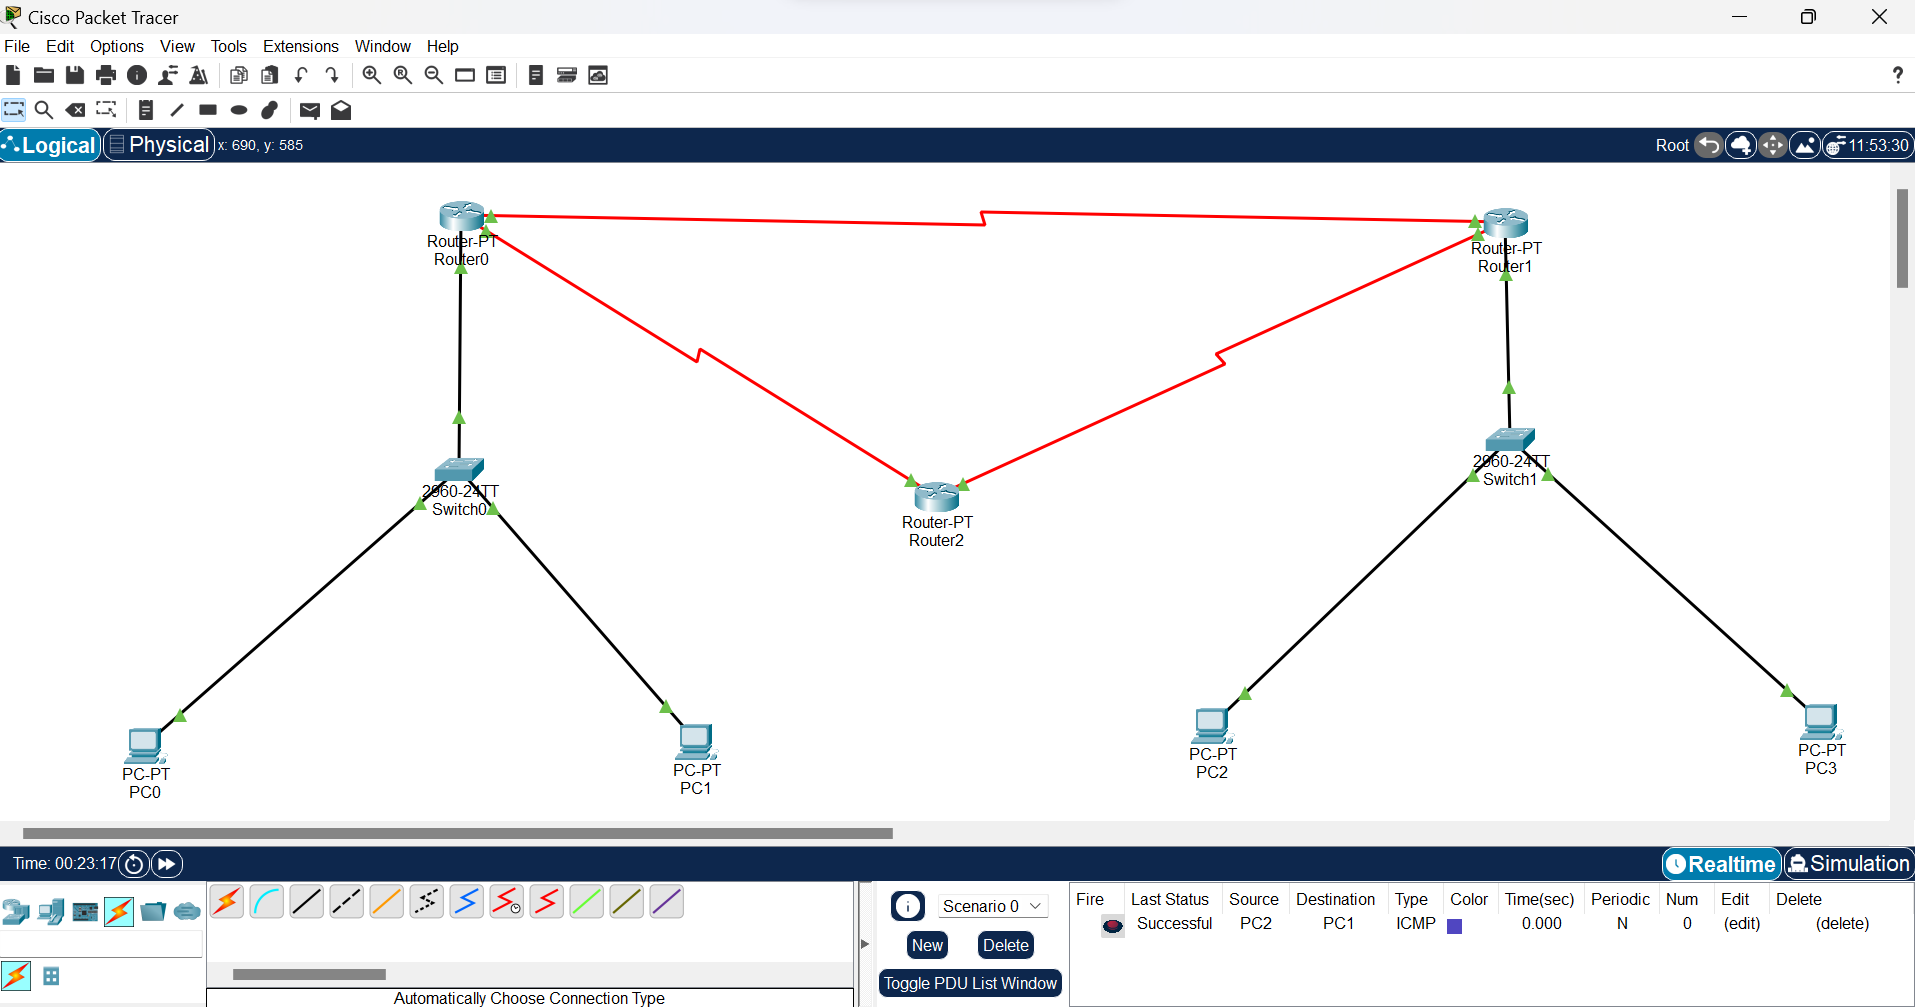 Cisco Packet Tracer
File Edit Options View Tools Extensions Window Help
?
Logical Physical x: 690, y: 585 Root 11:53:30
Router-PT
Router0
Router-PT
Router1
2960-24TT
Switch0
2960-24TT
Switch1
Router-PT
Router2
PC-PT
PC0
PC-PT
PC1
PC-PT
PC2
PC-PT
PC3
Time: 00:23:17 Realtime Simulation
Scenario 0
New Delete
Toggle PDU List Window
Fire Last Status Source Destination Type Color Time(sec) Periodic Num Edit Delete
Successful PC2 PC1 ICMP 0.000 N 0 (edit) (delete)
Automatically Choose Connection Type